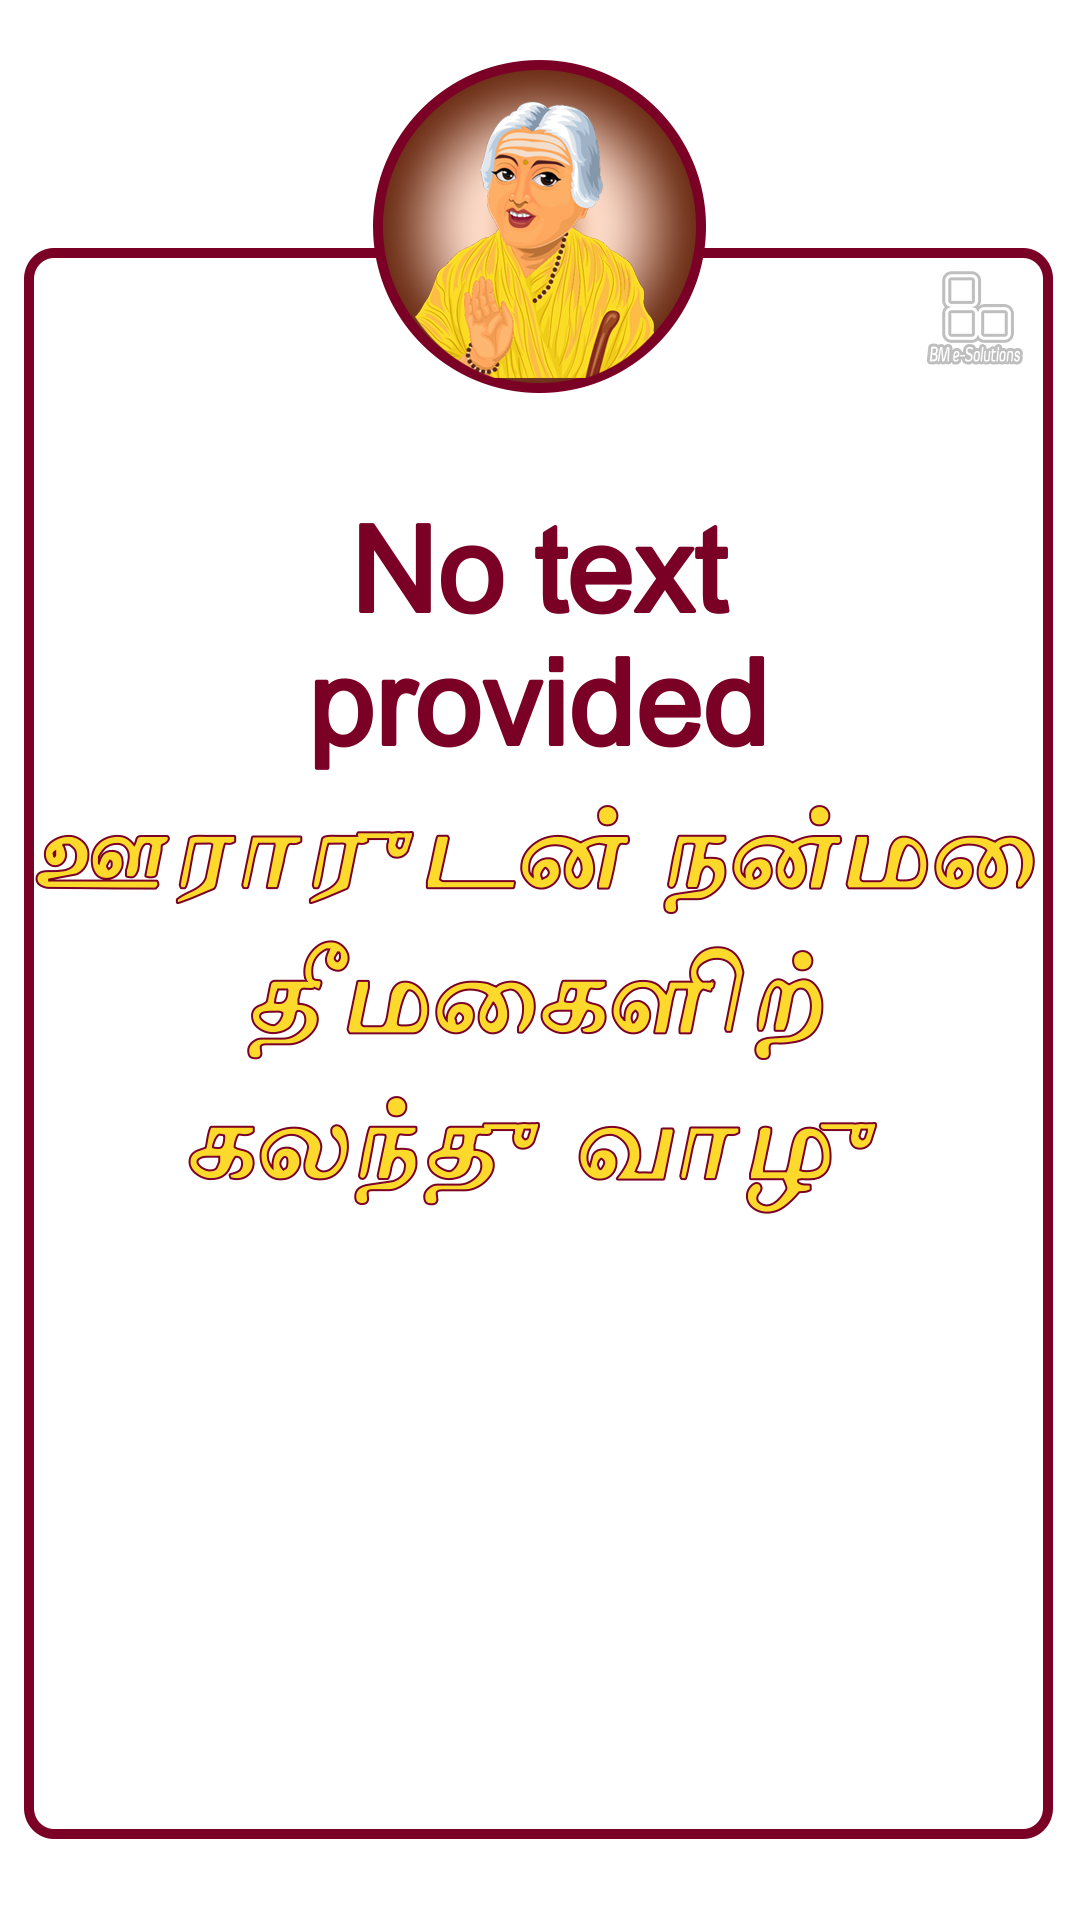 BM e-Solutions
No text
provided
ஊராருடன் நன்மை
தீமைகளிற்
கலந்து வாழு